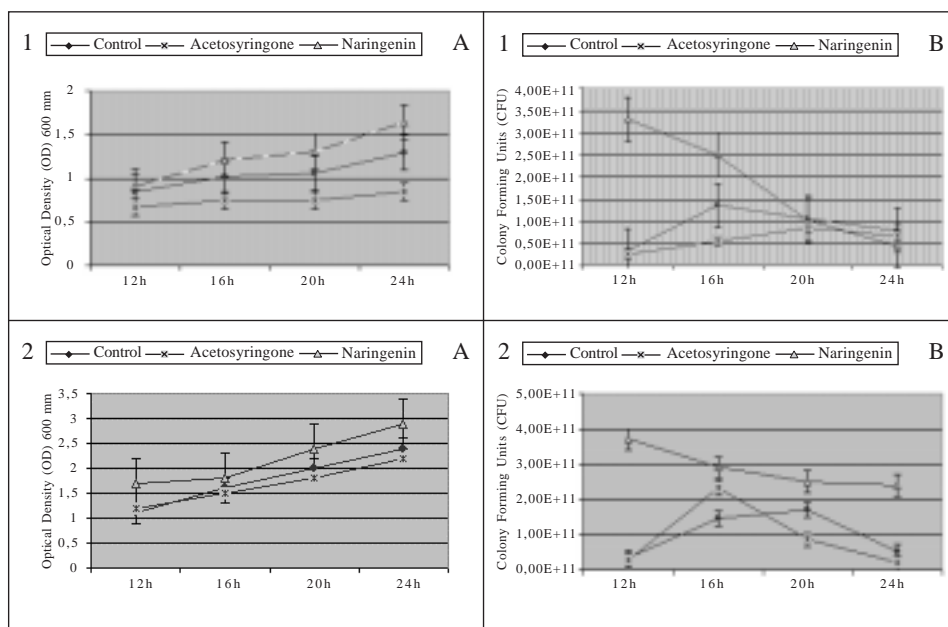 1 Control Acetosyringone Naringenin A
Optical Density (OD) 600 mm
2
1,5
1
0,5
0
12h 16h 20h 24h
1 Control Acetosyringone Naringenin B
Colony Forming Units (CFU)
4,00E+11
3,50E+11
3,00E+11
2,50E+11
2,00E+11
1,50E+11
1,00E+11
0,50E+11
0,00E+11
12h 16h 20h 24h
2 Control Acetosyringone Naringenin A
Optical Density (OD) 600 mm
3,5
3
2,5
2
1,5
1
0,5
0
12h 16h 20h 24h
2 Control Acetosyringone Naringenin B
Colony Forming Units (CFU)
5,00E+11
4,00E+11
3,00E+11
2,00E+11
1,00E+11
0,00E+11
12h 16h 20h 24h